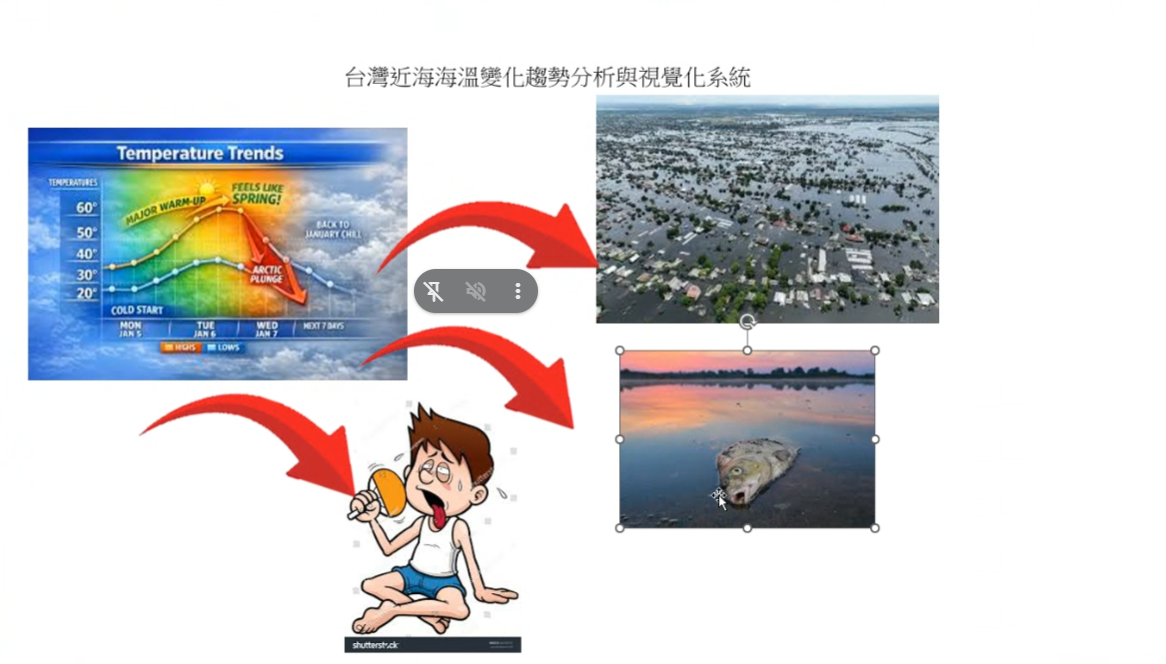 台灣近海海溫變化趨勢分析與視覺化系統
Temperature Trends
TEMPERATURES
60°
50°
40°
30°
20°
MAJOR WARM-UP
FEELS LIKE
SPRING!
BACK TO
JANUARY CHILL
ARCTIC
PLUNGE
COLD START
MON
JAN 5
TUE
JAN 6
WED
JAN 7
NEXT 7 DAYS
HIGHS
LOWS
shutterstock